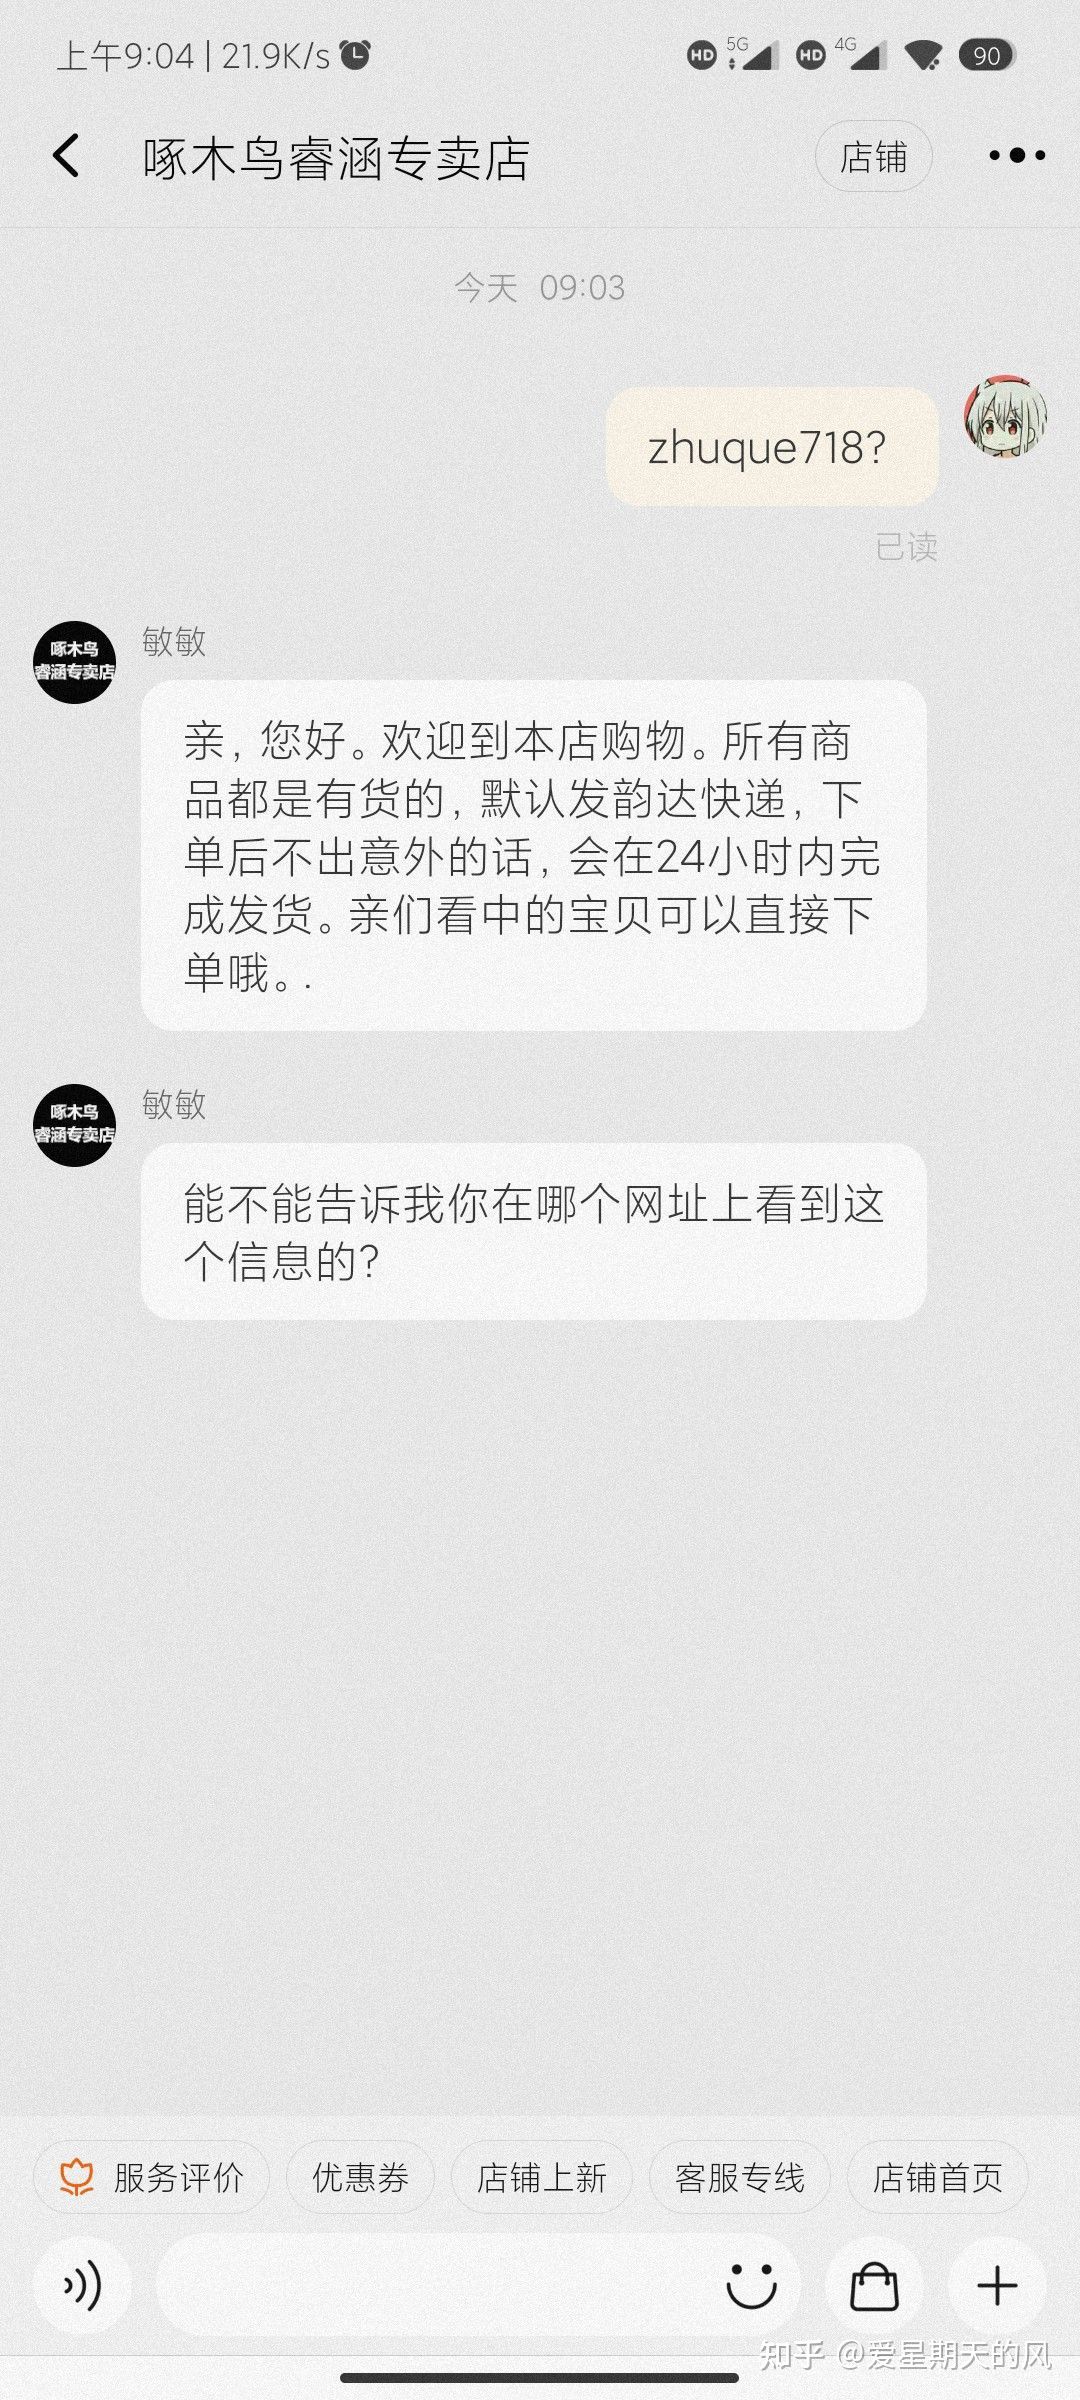 上午9:04 | 21.9K/s
HD 5G HD 4G 90
啄木鸟睿涵专卖店
店铺
今天 09:03
zhuque718?
已读
啄木鸟
睿涵专卖店
敏敏
亲，您好。欢迎到本店购物。所有商
品都是有货的，默认发韵达快递，下
单后不出意外的话，会在24小时内完
成发货。亲们看中的宝贝可以直接下
单哦。.
啄木鸟
睿涵专卖店
敏敏
能不能告诉我你在哪个网址上看到这
个信息的?
服务评价
优惠券
店铺上新
客服专线
店铺首页
知乎 @爱星期天的风